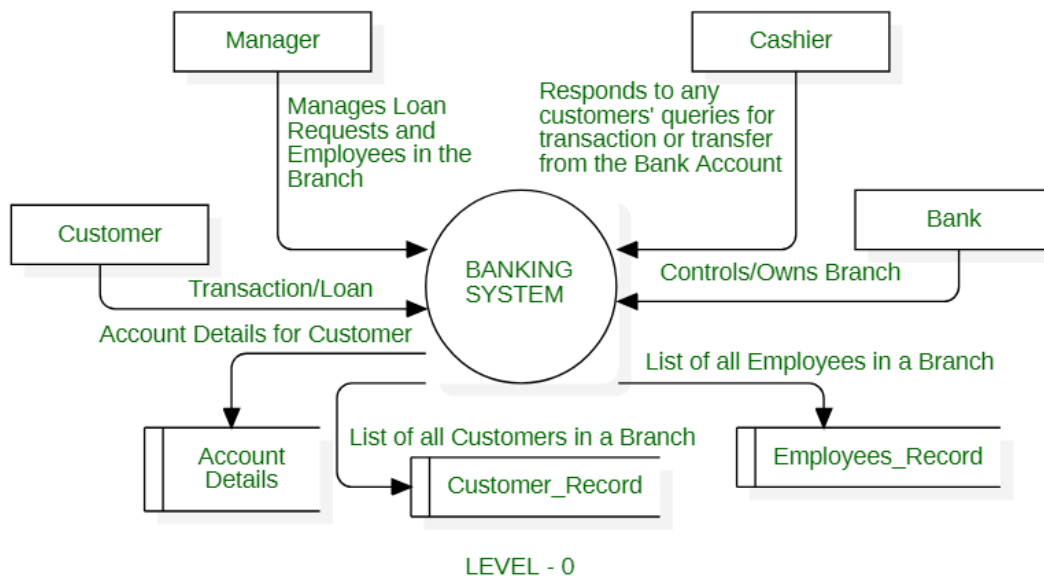 Manager
Cashier
Manages Loan
Requests and
Employees in the
Branch
Responds to any
customers' queries for
transaction or transfer
from the Bank Account
Customer
Bank
BANKING
SYSTEM
Controls/Owns Branch
Transaction/Loan
Account Details for Customer
List of all Employees in a Branch
List of all Customers in a Branch
Account
Details
Customer_Record
Employees_Record
LEVEL - 0